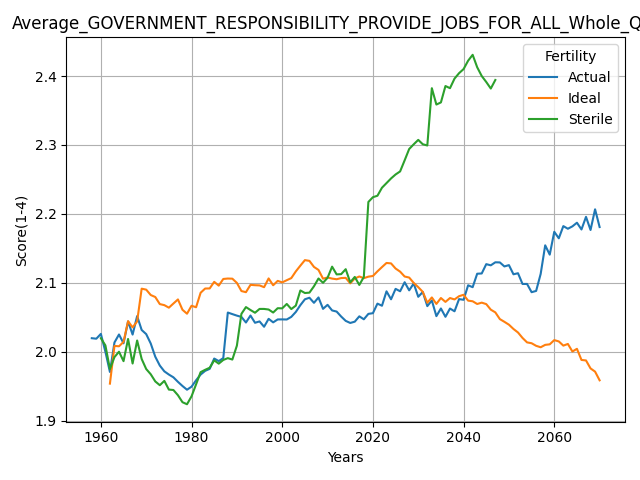 Average_GOVERNMENT_RESPONSIBILITY_PROVIDE_JOBS_FOR_ALL_Whole_Q
Fertility
Actual
Ideal
Sterile
Score(1-4)
2.4
2.3
2.2
2.1
2.0
1.9
1960 1980 2000 2020 2040 2060
Years